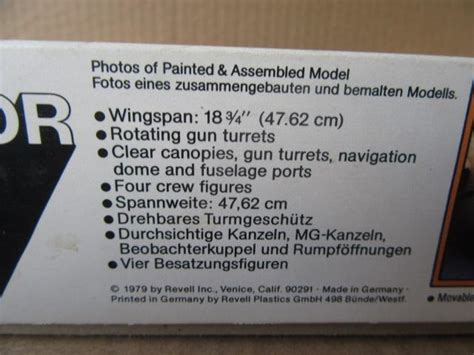 OR
Photos of Painted & Assembled Model
Fotos eines zusammengebauten und bemalten Modells.
• Wingspan: 18 ¾" (47.62 cm)
• Rotating gun turrets
• Clear canopies, gun turrets, navigation
dome and fuselage ports
• Four crew figures
• Spannweite: 47,62 cm
• Drehbares Turmgeschütz
• Durchsichtige Kanzeln, MG-Kanzeln,
Beobachterkuppel und Rumpföffnungen
• Vier Besatzungsfiguren
© 1979 by Revell Inc., Venice, Calif. 90291 · Made in Germany ·
Printed in Germany by Revell Plastics GmbH 498 Bünde/Westf.
• Movable